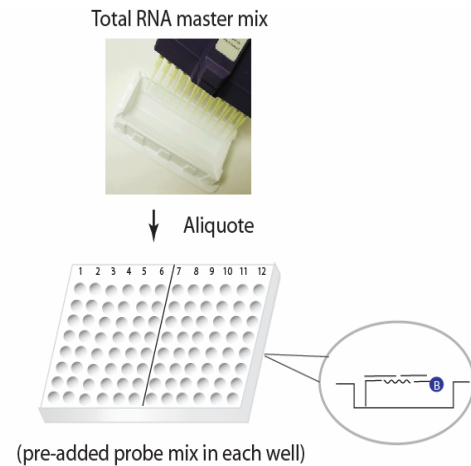 Total RNA master mix
Aliquote
1 2 3 4 5 6 7 8 9 10 11 12
B
(pre-added probe mix in each well)